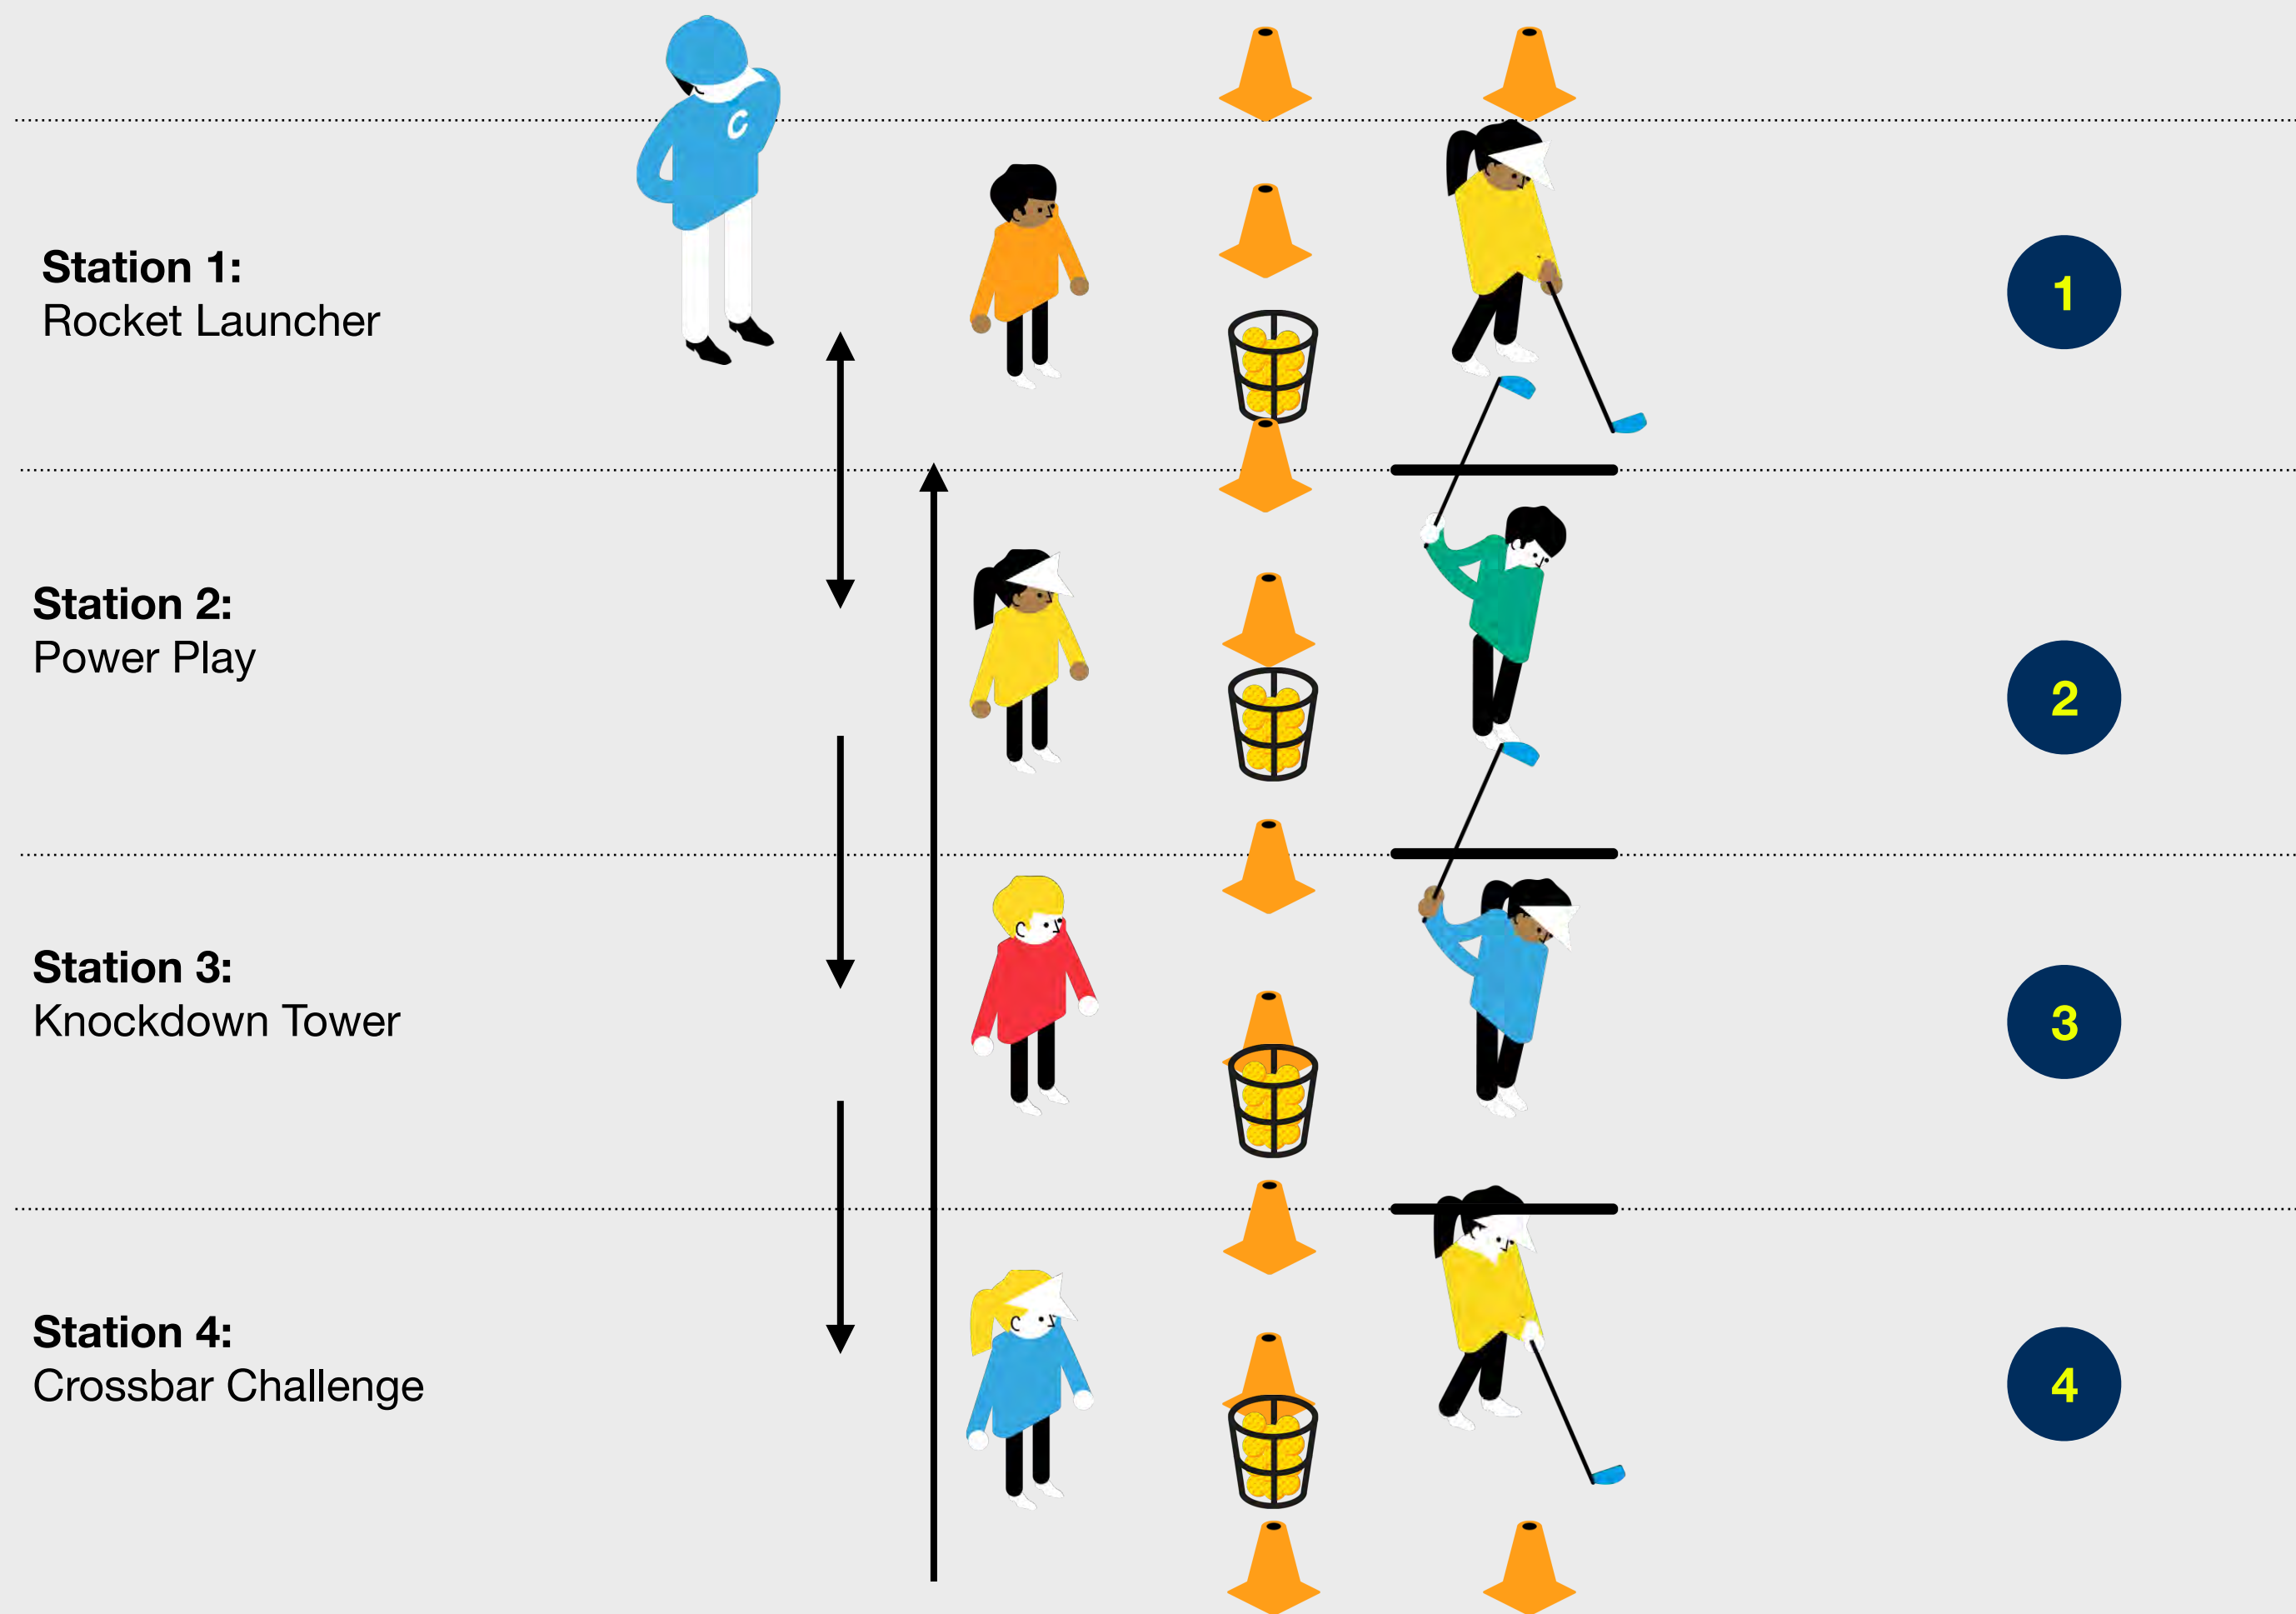 C
Station 1:
Rocket Launcher
1
Station 2:
Power Play
2
Station 3:
Knockdown Tower
3
Station 4:
Crossbar Challenge
4